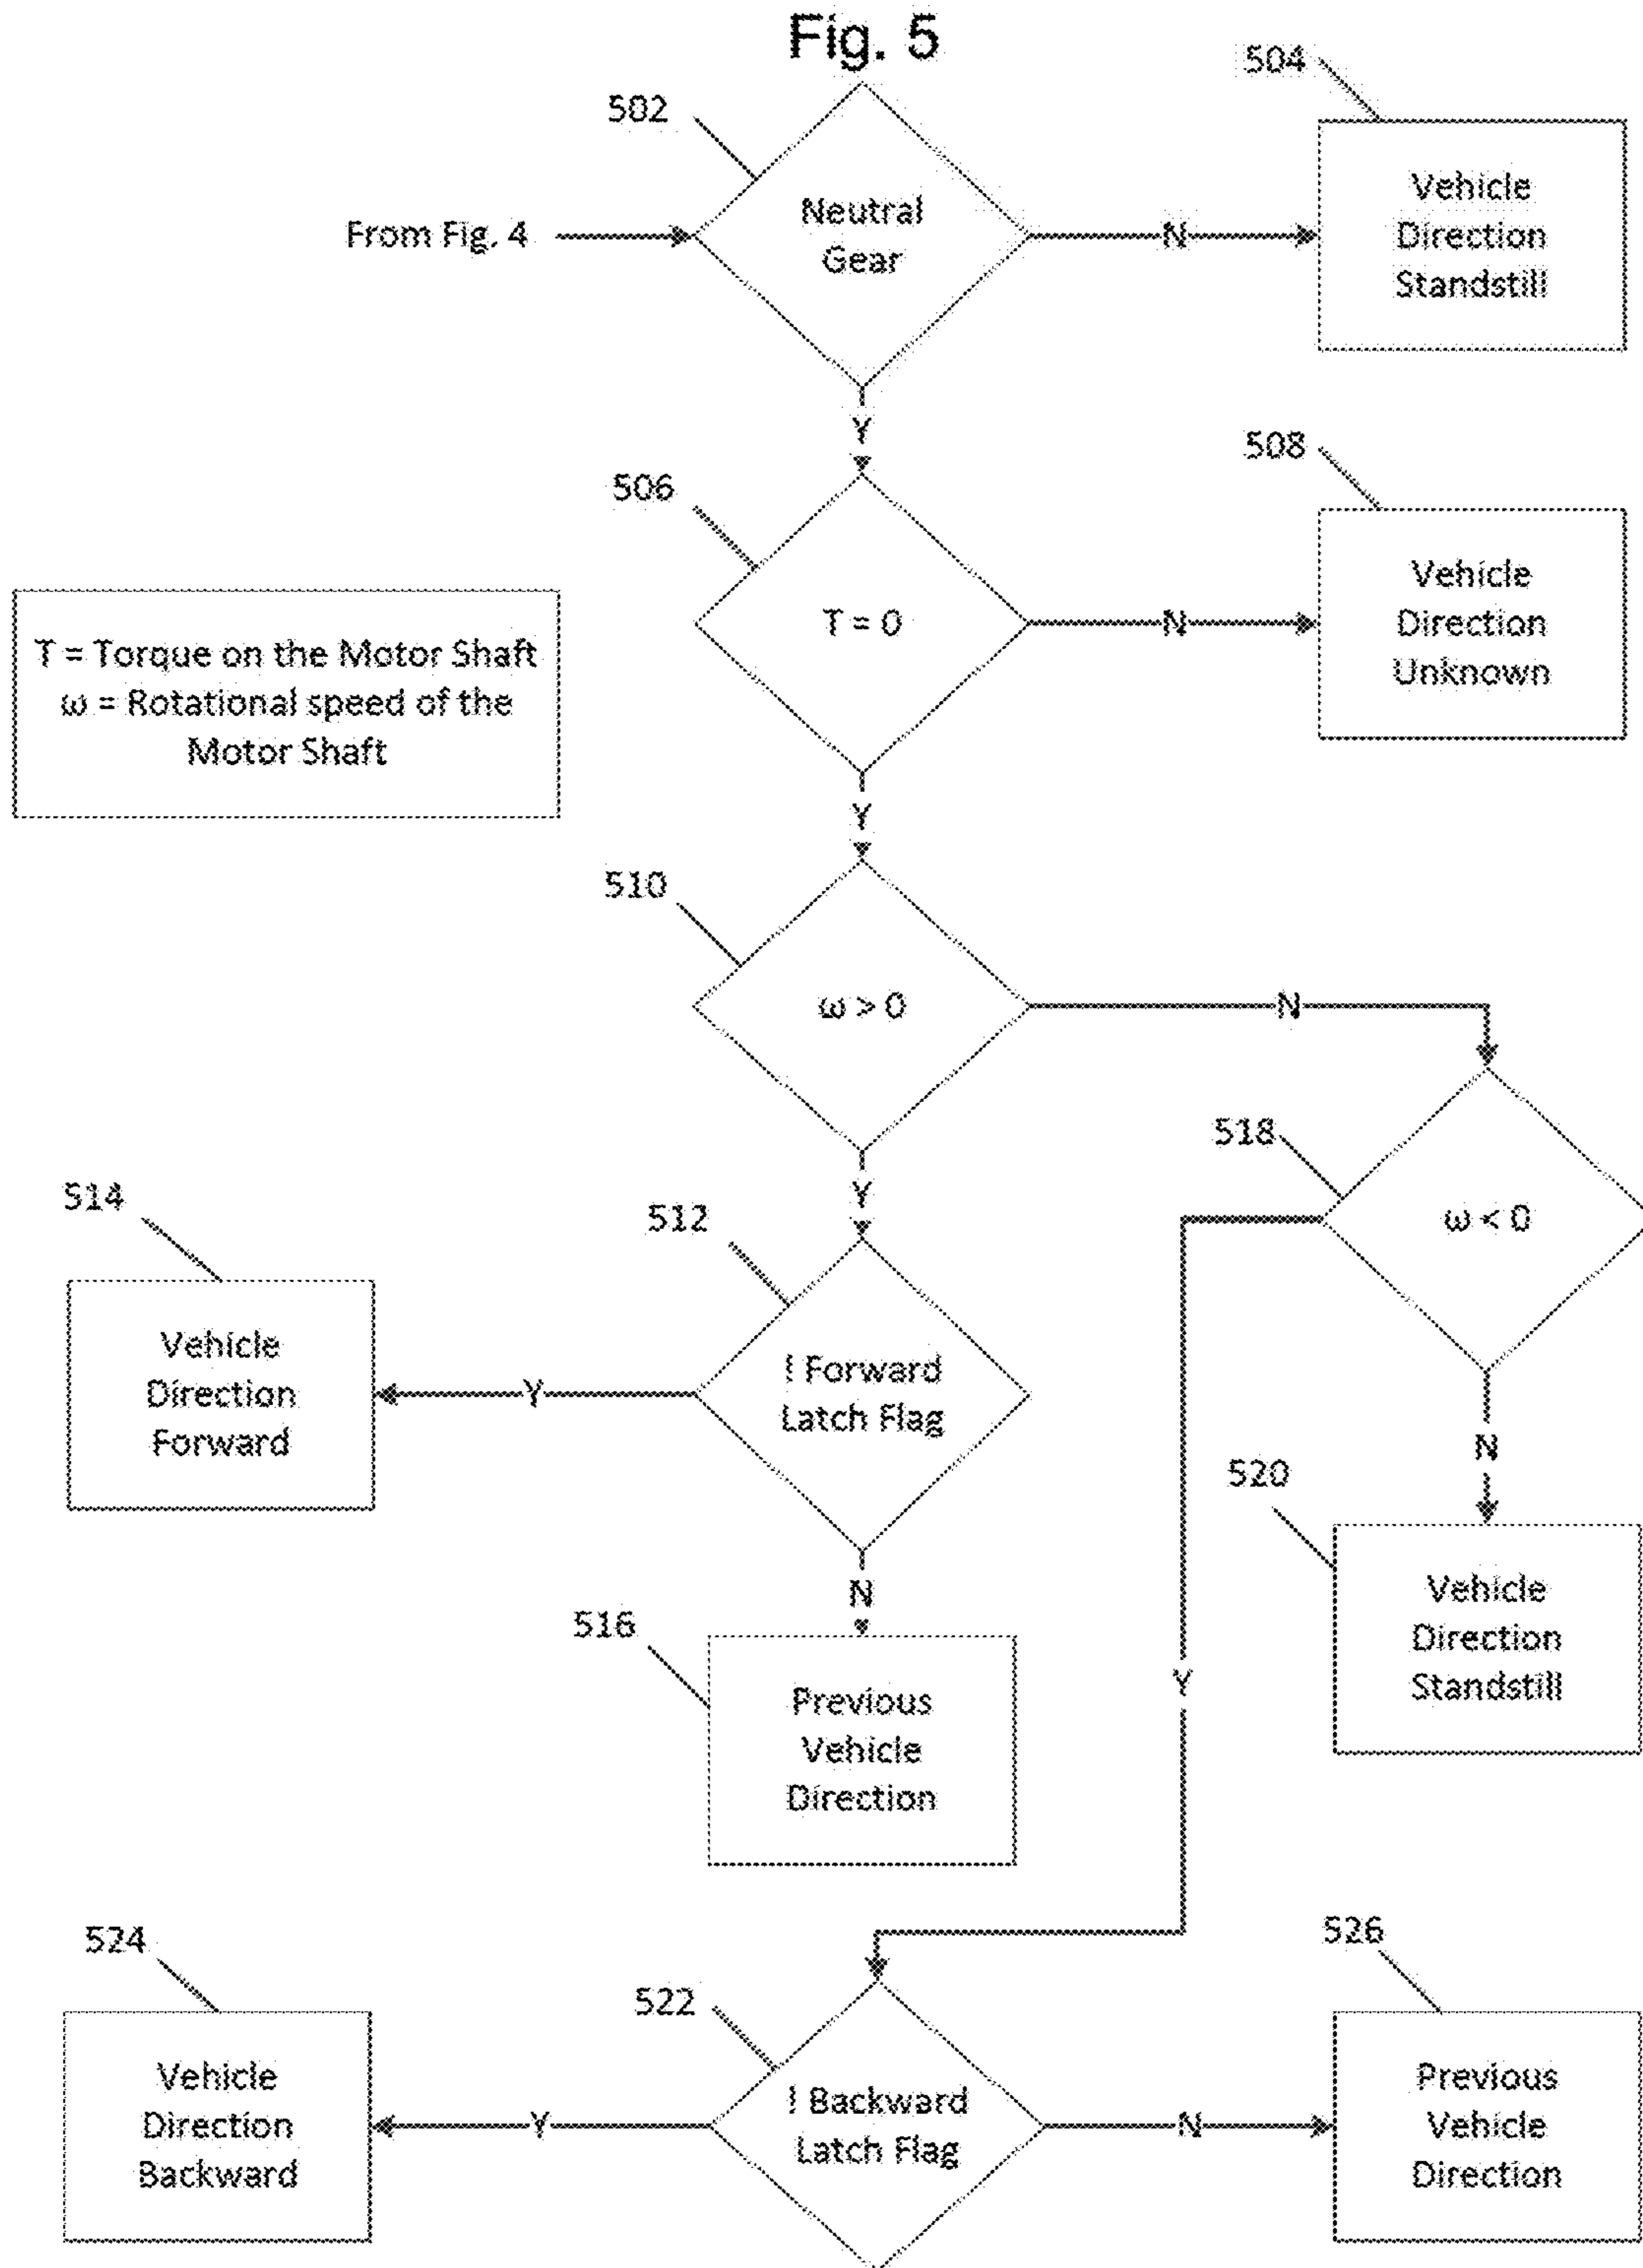 Fig. 5
502
504
From Fig. 4
Neutral
Gear
N
Vehicle
Direction
Standstill
Y
506
508
T = 0
N
Vehicle
Direction
Unknown
T = Torque on the Motor Shaft
ω = Rotational speed of the
Motor Shaft
Y
510
ω > 0
N
518
ω < 0
Y
514
512
Vehicle
Direction
Forward
Y
! Forward
Latch Flag
N
520
Vehicle
Direction
Standstill
N
516
Previous
Vehicle
Direction
Y
524
522
526
Vehicle
Direction
Backward
Y
! Backward
Latch Flag
N
Previous
Vehicle
Direction